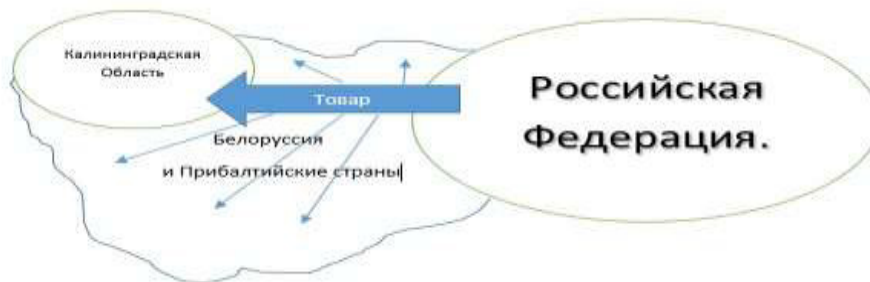 Калининградская
Область
Товар
Российская
Федерация.
Белоруссия
и Прибалтийские страны